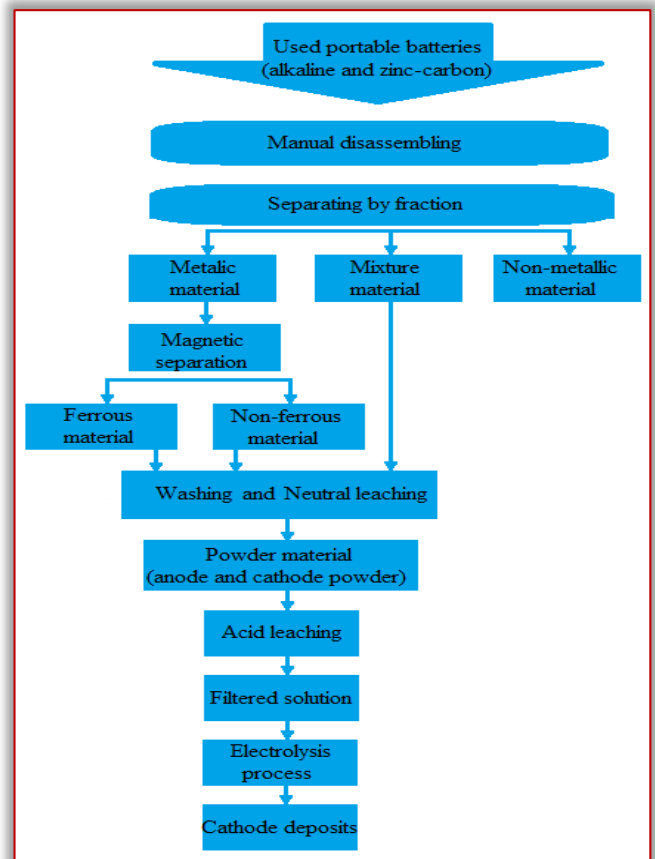 Used portable batteries
(alkaline and zinc-carbon)
Manual disassembling
Separating by fraction
Metalic
material
Mixture
material
Non-metallic
material
Magnetic
separation
Ferrous
material
Non-ferrous
material
Washing and Neutral leaching
Powder material
(anode and cathode powder)
Acid leaching
Filtered solution
Electrolysis
process
Cathode deposits